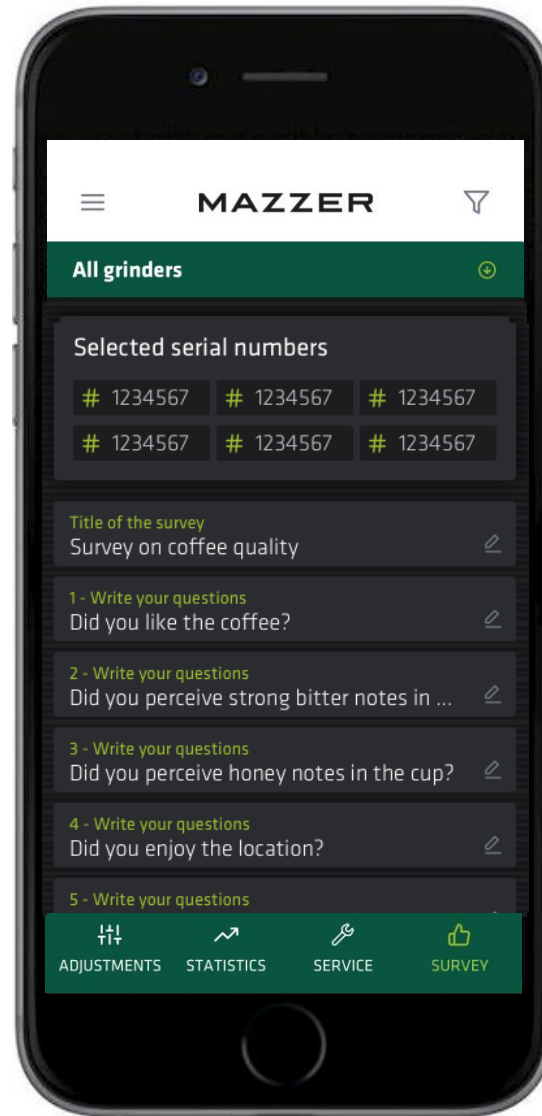 MAZZER
All grinders
Selected serial numbers
# 1234567 # 1234567 # 1234567
# 1234567 # 1234567 # 1234567
Title of the survey
Survey on coffee quality
1 - Write your questions
Did you like the coffee?
2 - Write your questions
Did you perceive strong bitter notes in ...
3 - Write your questions
Did you perceive honey notes in the cup?
4 - Write your questions
Did you enjoy the location?
5 - Write your questions
ADJUSTMENTS STATISTICS SERVICE SURVEY